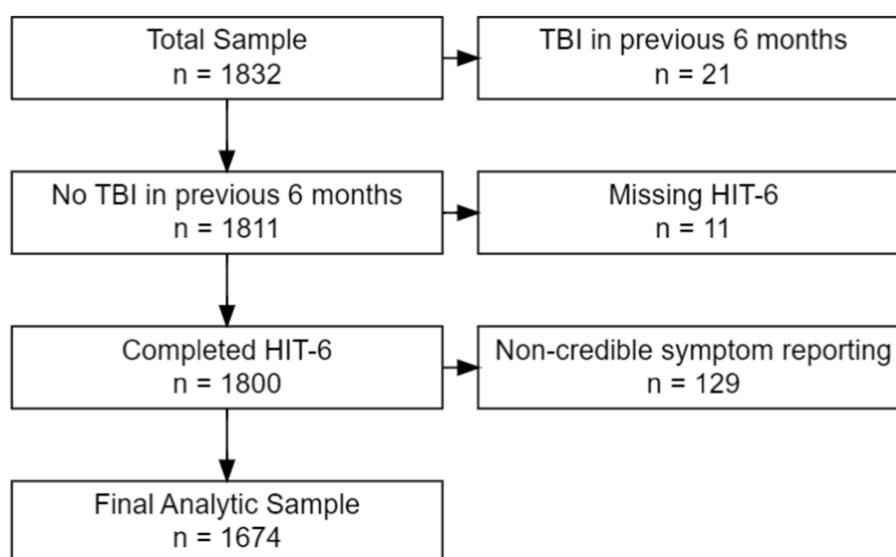 Total Sample
n = 1832
TBI in previous 6 months
n = 21
No TBI in previous 6 months
n = 1811
Missing HIT-6
n = 11
Completed HIT-6
n = 1800
Non-credible symptom reporting
n = 129
Final Analytic Sample
n = 1674